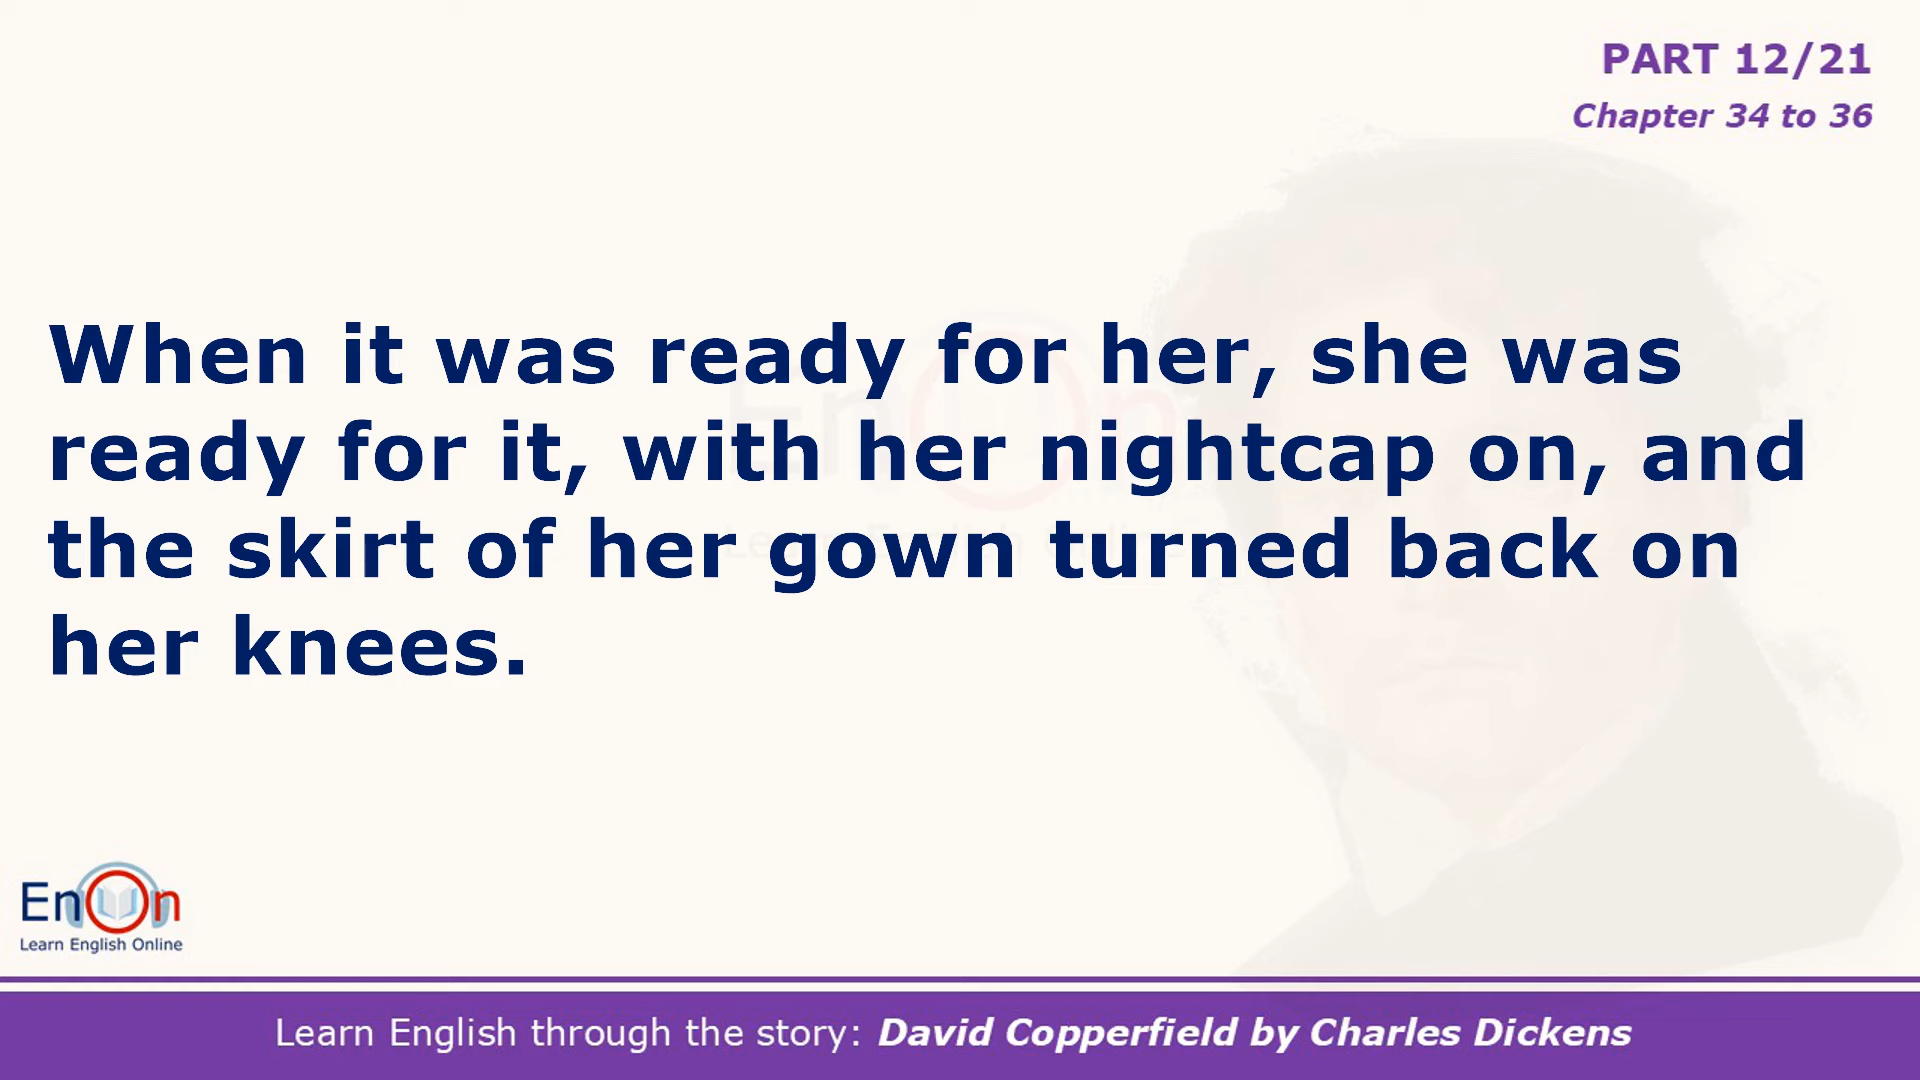 PART 12/21
Chapter 34 to 36
When it was ready for her, she was
ready for it, with her nightcap on, and
the skirt of her gown turned back on
her knees.
EnOn
Learn English Online
Learn English through the story: David Copperfield by Charles Dickens